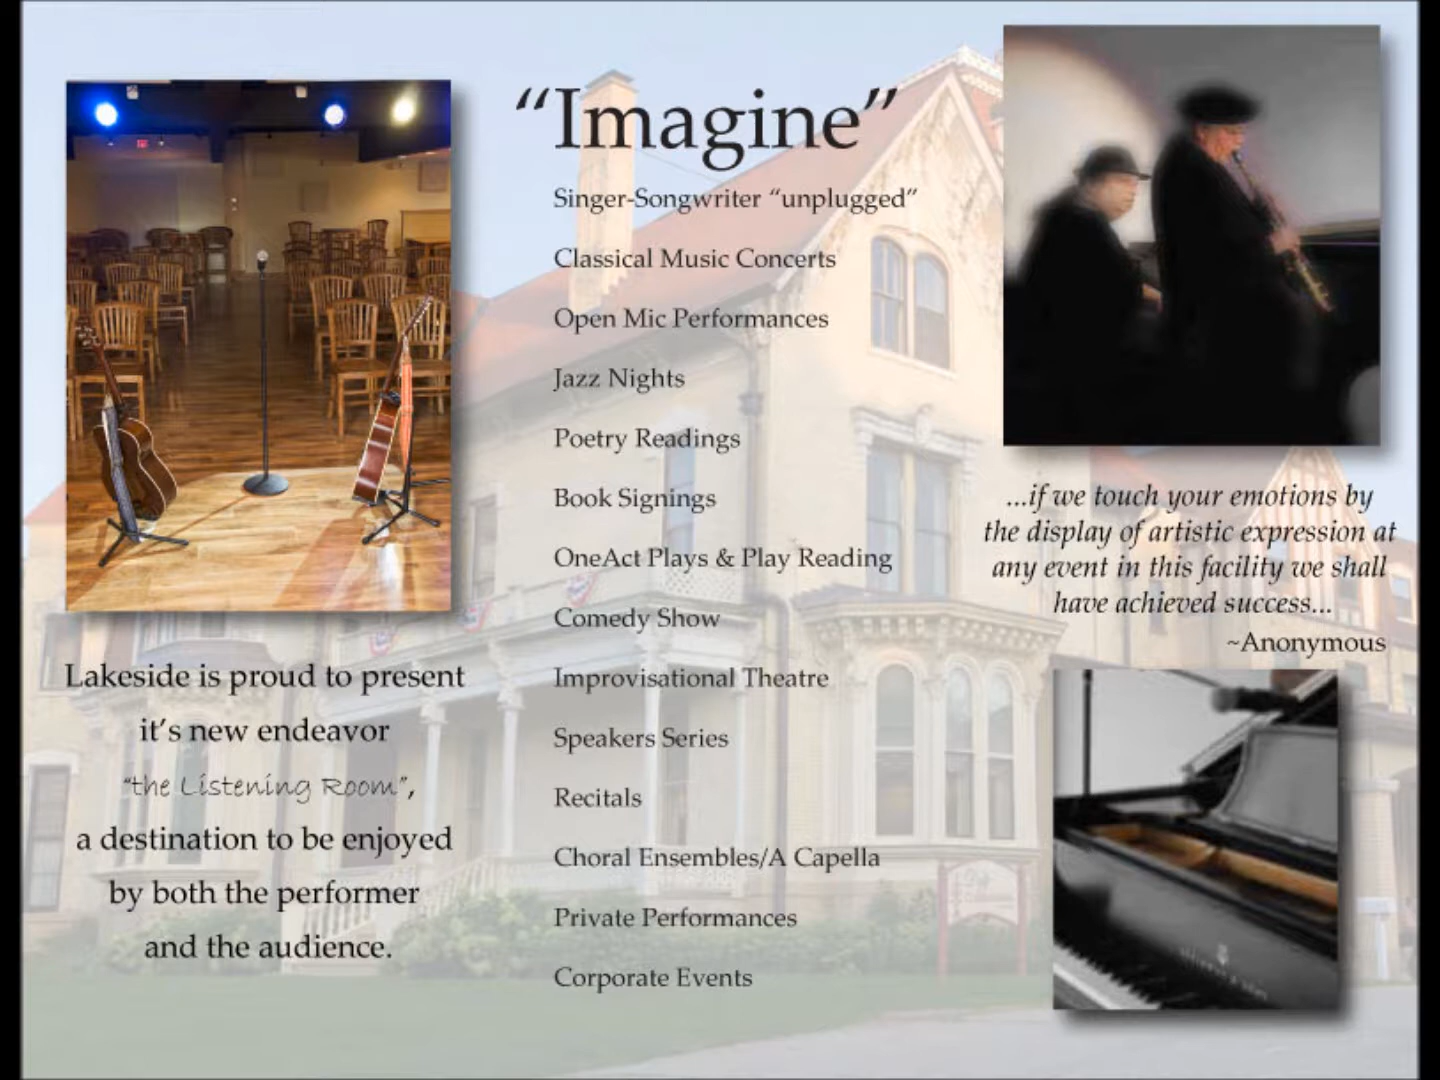 “Imagine”
Singer-Songwriter “unplugged”
Classical Music Concerts
Open Mic Performances
Jazz Nights
Poetry Readings
Book Signings
OneAct Plays & Play Reading
Comedy Show
Improvisational Theatre
Speakers Series
Recitals
Choral Ensembles/A Capella
Private Performances
Corporate Events
Lakeside is proud to present
it’s new endeavor
“the Listening Room”,
a destination to be enjoyed
by both the performer
and the audience.
...if we touch your emotions by
the display of artistic expression at
any event in this facility we shall
have achieved success...
~Anonymous